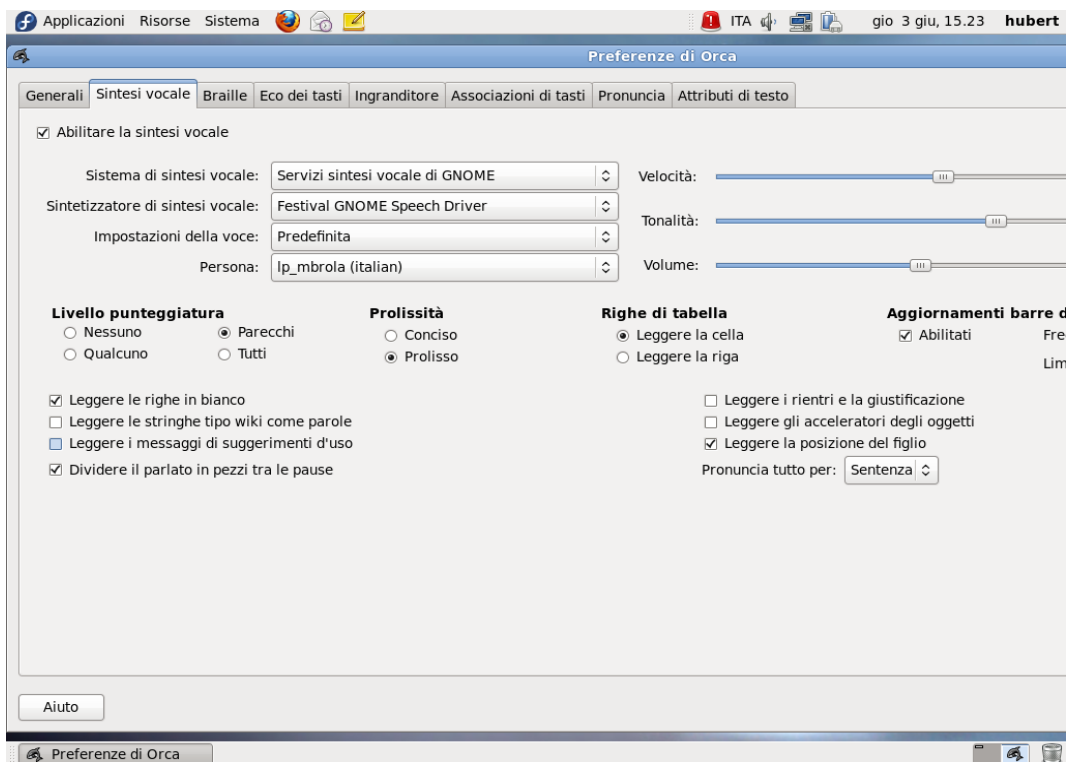 Applicazioni Risorse Sistema ITA gio 3 giu, 15.23 hubert
Preferenze di Orca
Generali Sintesi vocale Braille Eco dei tasti Ingranditore Associazioni di tasti Pronuncia Attributi di testo
Abilitare la sintesi vocale
Sistema di sintesi vocale: Servizi sintesi vocale di GNOME Velocità:
Sintetizzatore di sintesi vocale: Festival GNOME Speech Driver
Tonalità:
Impostazioni della voce: Predefinita
Persona: lp_mbrola (italian) Volume:
Livello punteggiatura Prolissità Righe di tabella Aggiornamenti barre d
Nessuno Parecchi Conciso Leggere la cella Abilitati Fre
Qualcuno Tutti Prolisso Leggere la riga Lim
Leggere le righe in bianco Leggere i rientri e la giustificazione
Leggere le stringhe tipo wiki come parole Leggere gli acceleratori degli oggetti
Leggere i messaggi di suggerimenti d'uso Leggere la posizione del figlio
Dividere il parlato in pezzi tra le pause Pronuncia tutto per: Sentenza
Aiuto
Preferenze di Orca